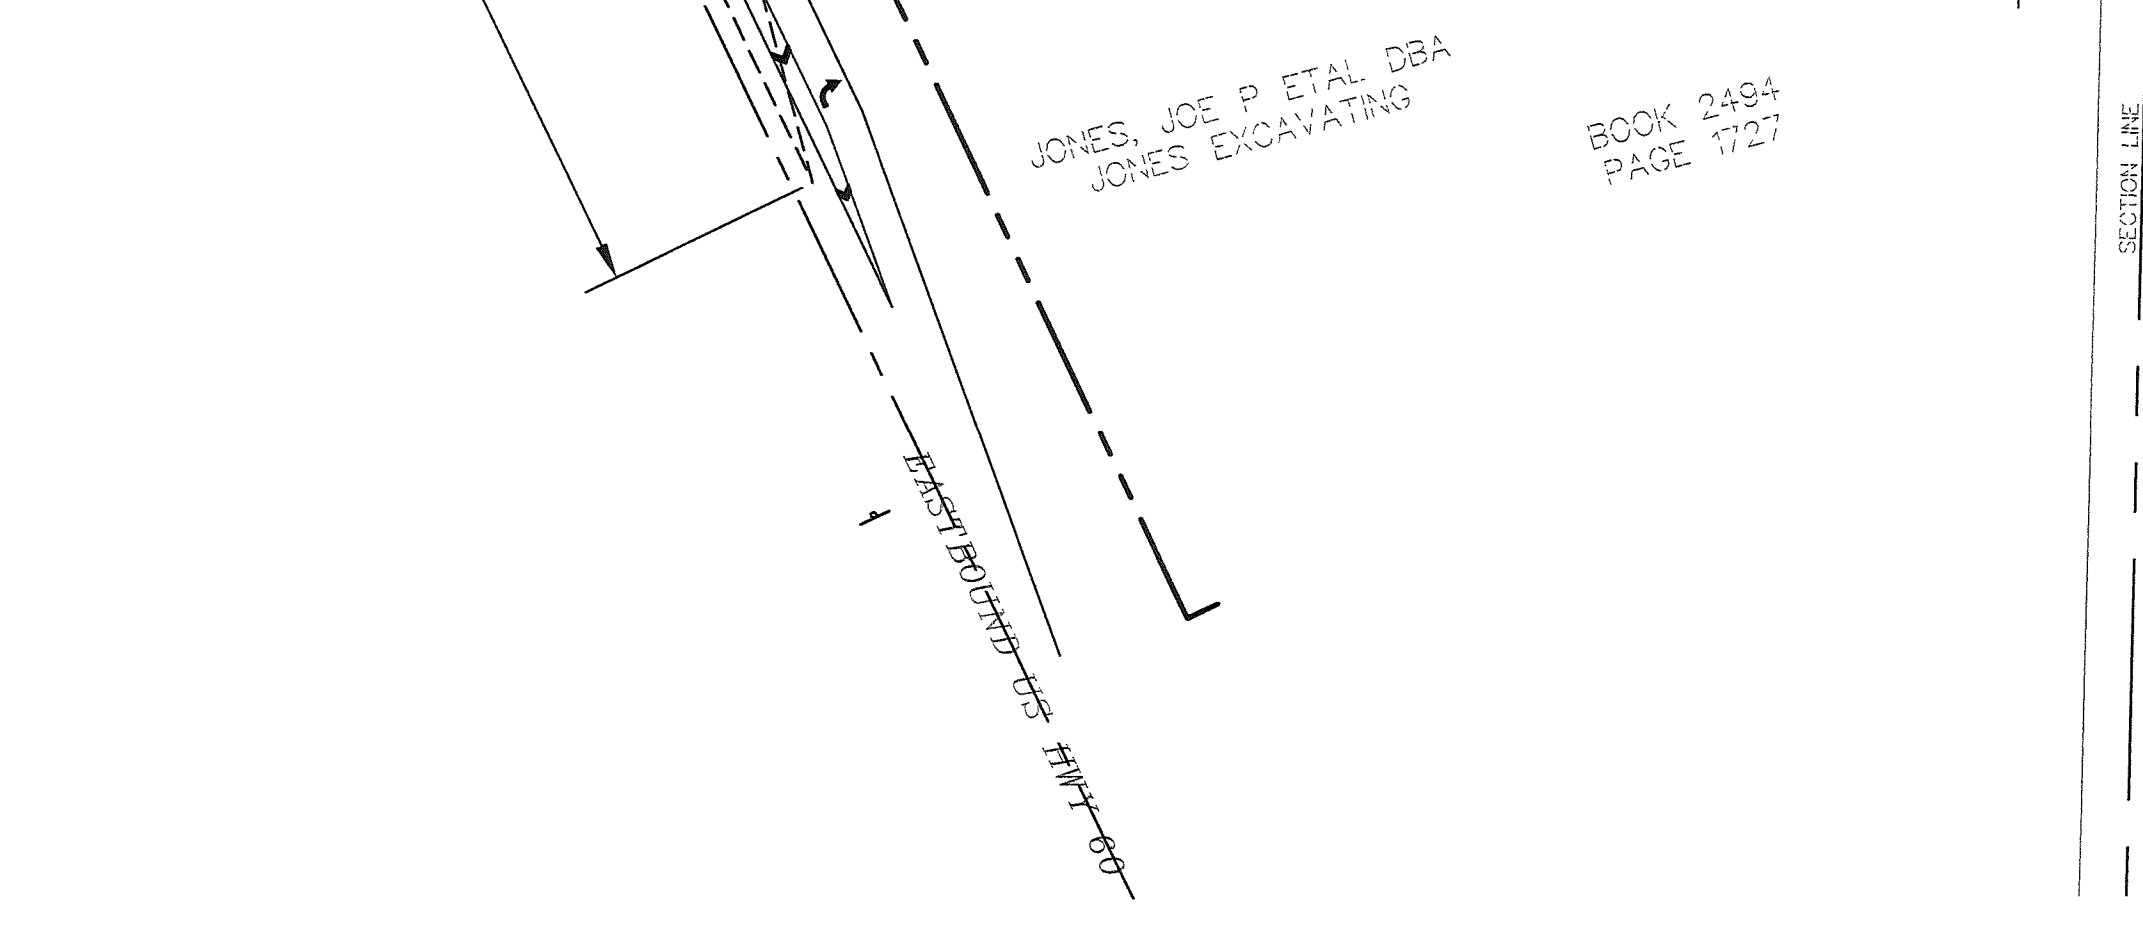 JONES, JOE P ETAL DBA
JONES EXCAVATING
BOOK 2494
PAGE 1727
SECTION LINE
EASTBOUND US HWY 60